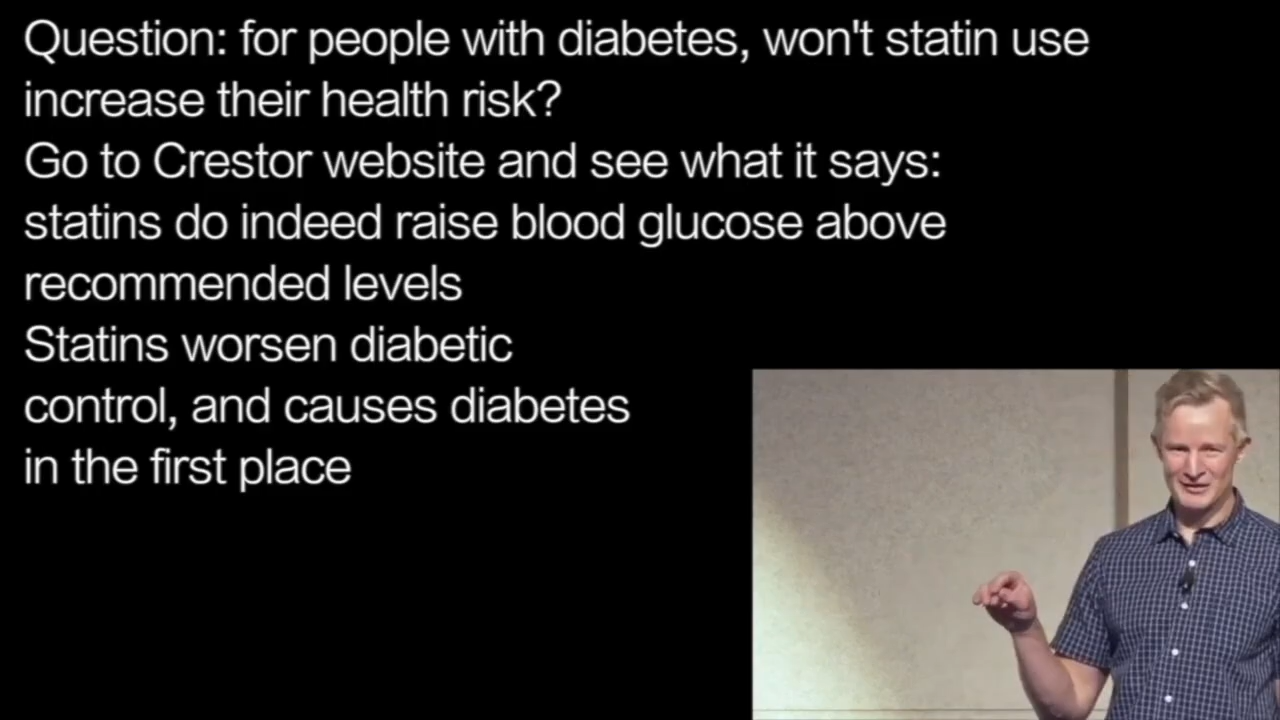 Question: for people with diabetes, won't statin use
increase their health risk?
Go to Crestor website and see what it says:
statins do indeed raise blood glucose above
recommended levels
Statins worsen diabetic
control, and causes diabetes
in the first place